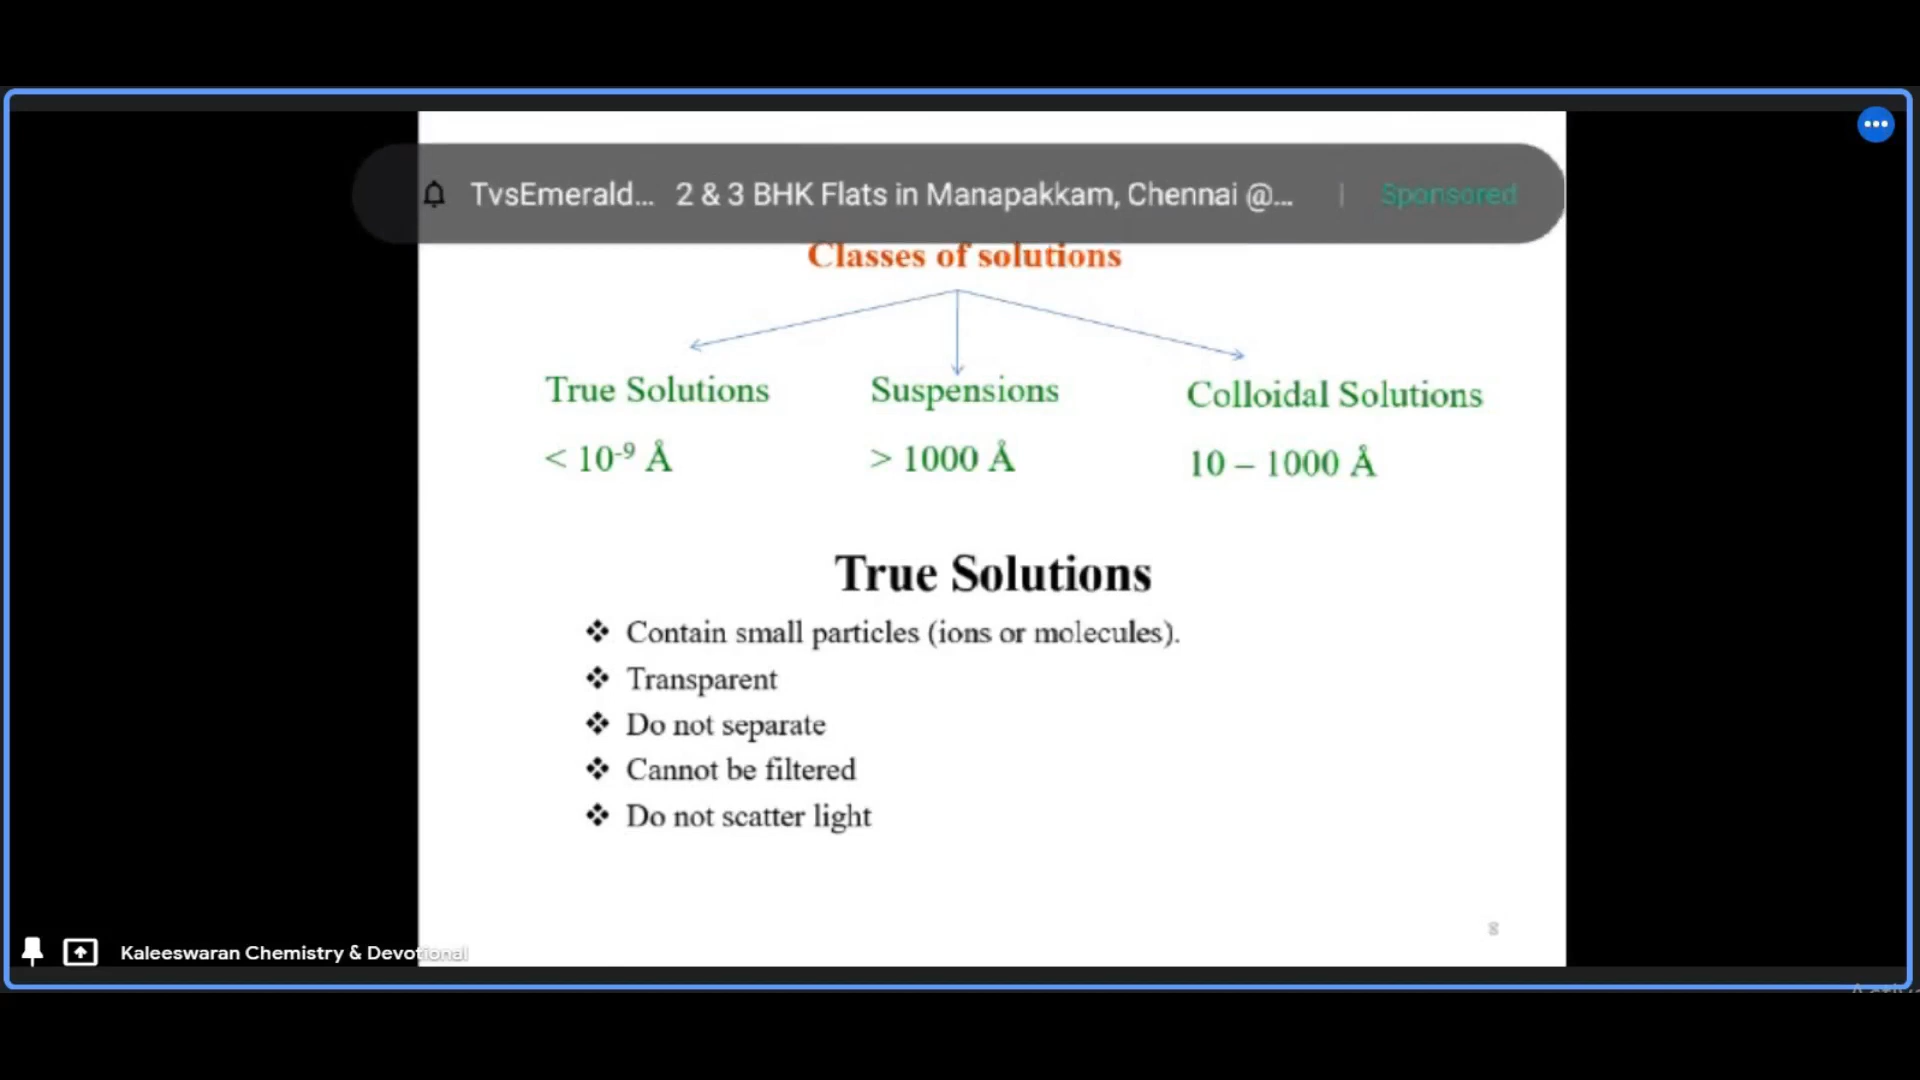 TvsEmerald... 2 & 3 BHK Flats in Manapakkam, Chennai @... | Sponsored
Classes of solutions
True Solutions Suspensions Colloidal Solutions
< 10⁻⁹ Å > 1000 Å 10 – 1000 Å
True Solutions
❖ Contain small particles (ions or molecules).
❖ Transparent
❖ Do not separate
❖ Cannot be filtered
❖ Do not scatter light
8
Kaleeswaran Chemistry & Devotional